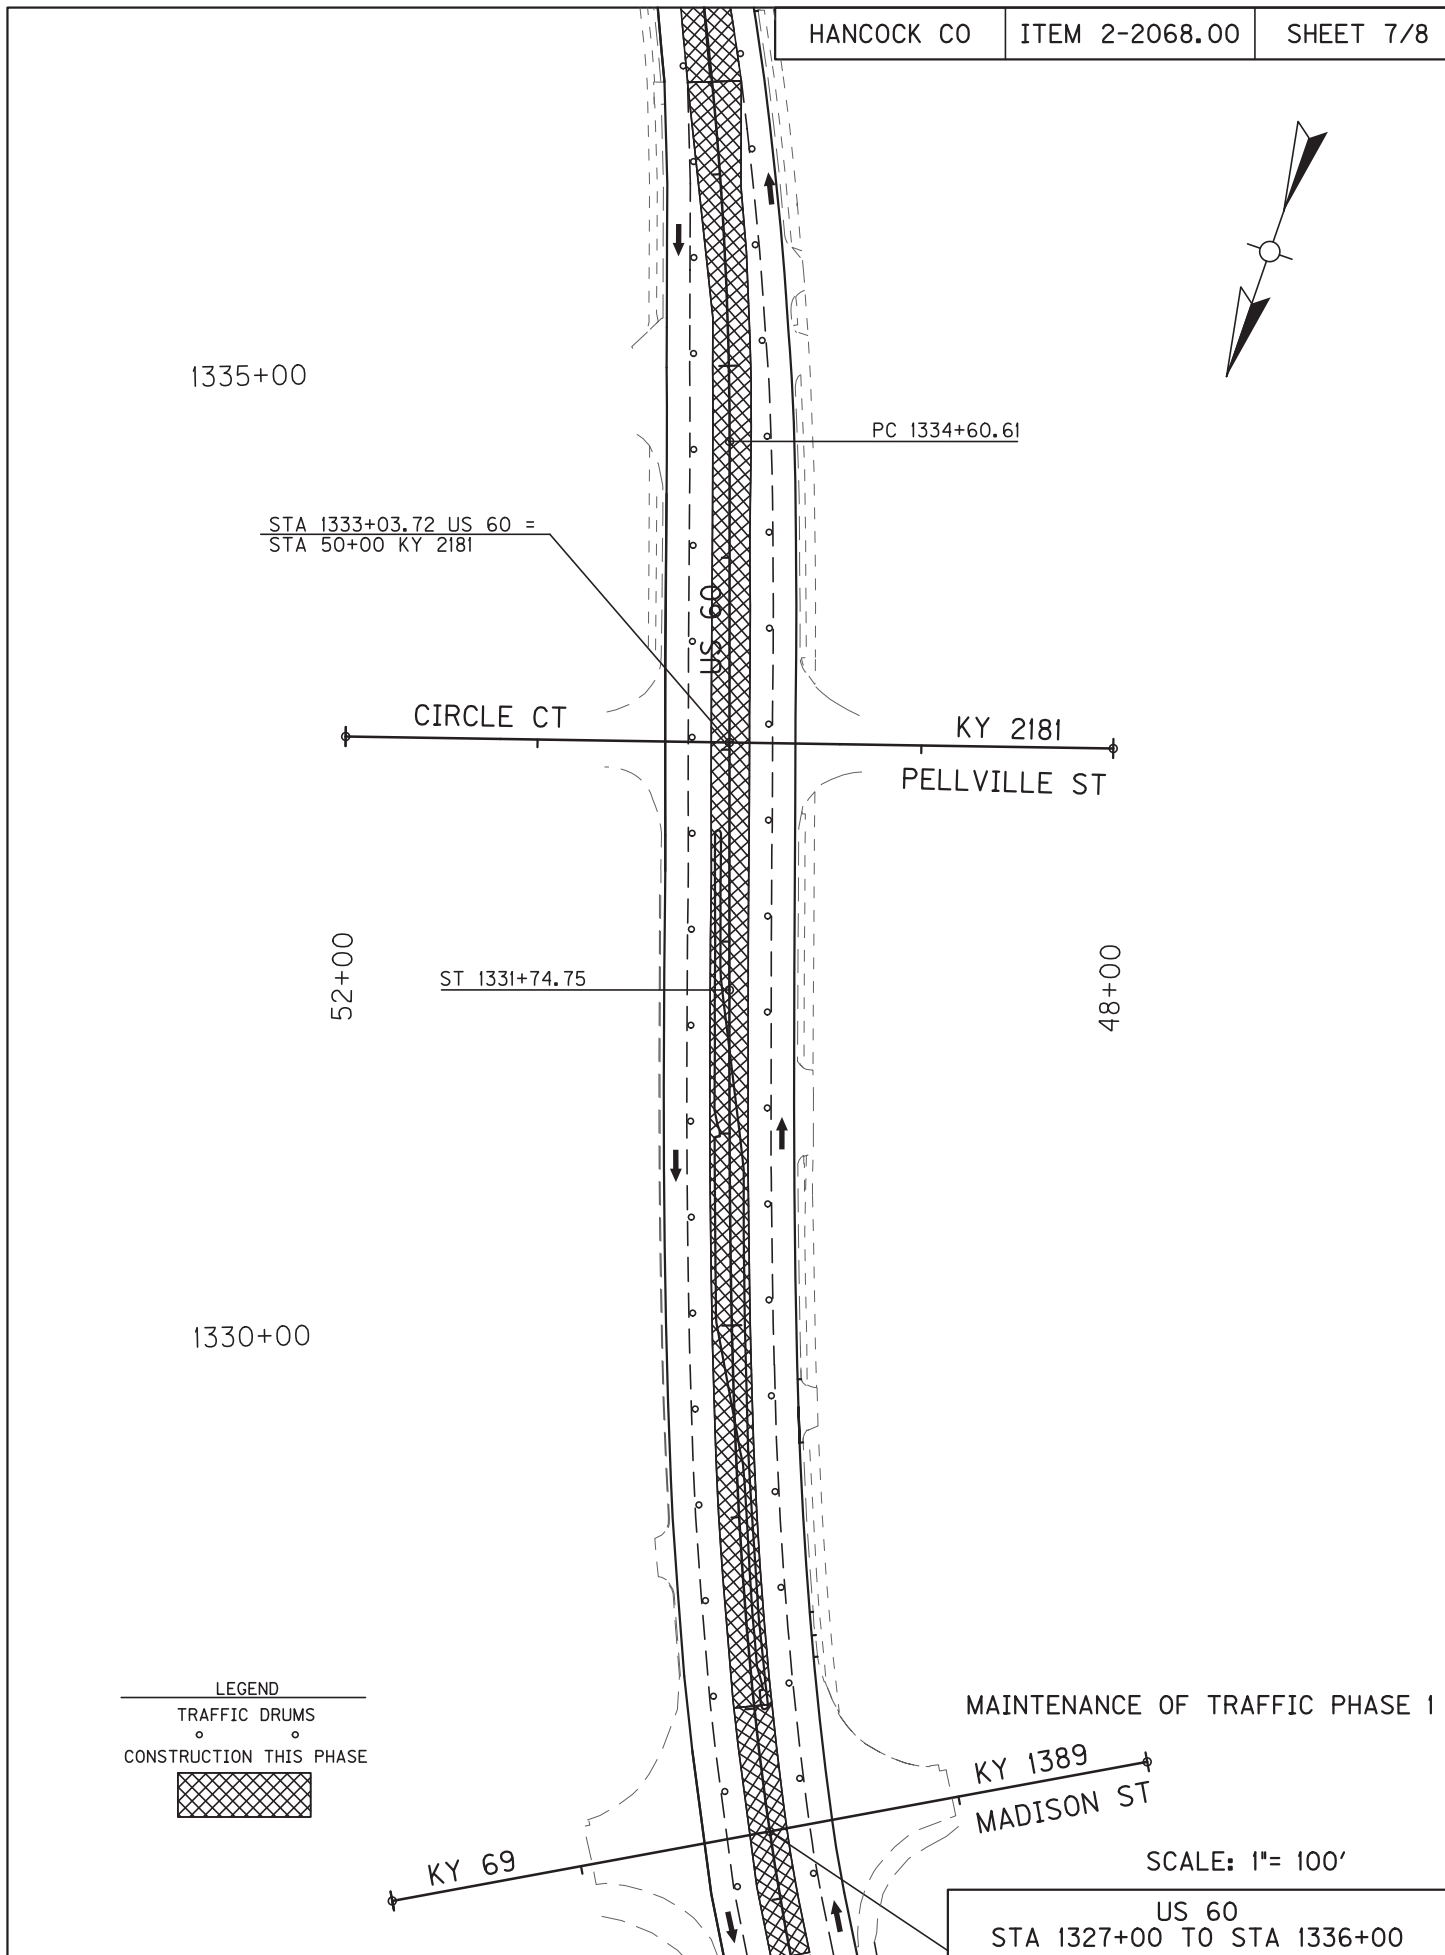 HANCOCK CO ITEM 2-2068.00 SHEET 7/8
1335+00
PC 1334+60.61
STA 1333+03.72 US 60 =
STA 50+00 KY 2181
US 60
CIRCLE CT
KY 2181
PELLVILLE ST
52+00
ST 1331+74.75
48+00
1330+00
LEGEND
TRAFFIC DRUMS
CONSTRUCTION THIS PHASE
MAINTENANCE OF TRAFFIC PHASE 1
KY 1389
MADISON ST
KY 69
SCALE: 1"= 100'
US 60
STA 1327+00 TO STA 1336+00